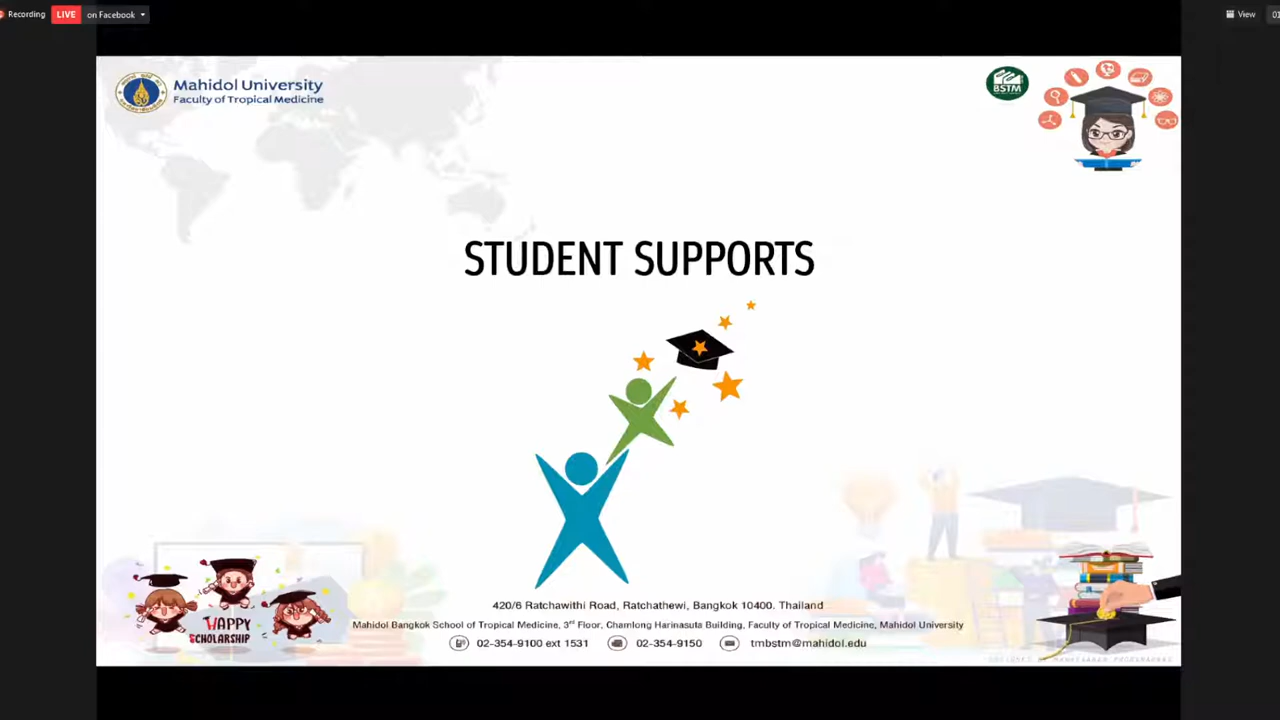 Recording
LIVE on Facebook
View
Mahidol University
Faculty of Tropical Medicine
BSTM
STUDENT SUPPORTS
HAPPY
SCHOLARSHIP
420/6 Ratchawithi Road, Ratchathewi, Bangkok 10400. Thailand
Mahidol Bangkok School of Tropical Medicine, 3rd Floor, Chamlong Harinasuta Building, Faculty of Tropical Medicine, Mahidol University
02-354-9100 ext 1531 02-354-9150 tmbstm@mahidol.edu